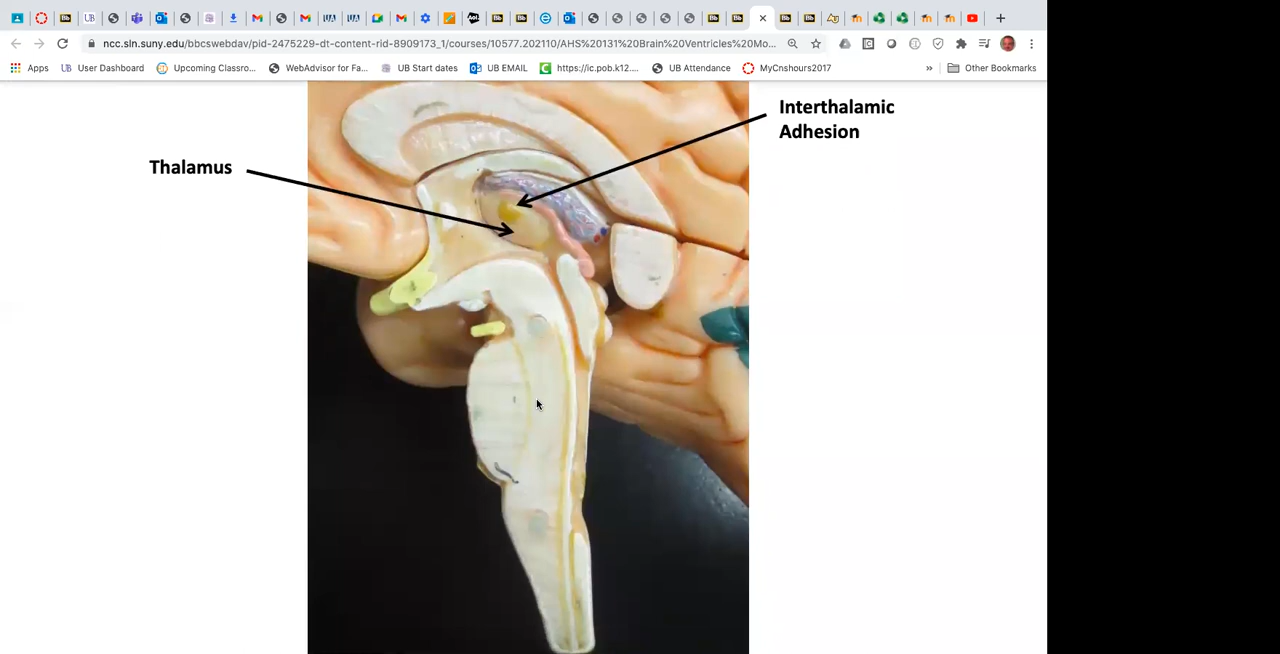 ncc.sln.suny.edu/bbcswebdav/pid-2475229-dt-content-rid-8909173_1/courses/10577.202110/AHS%20131%20Brain%20Ventricles%20Mo...
Apps UB User Dashboard Upcoming Classro... WebAdvisor for Fa... UB Start dates UB EMAIL https://ic.pob.k12.... UB Attendance MyCnshours2017 » Other Bookmarks
Interthalamic
Adhesion
Thalamus